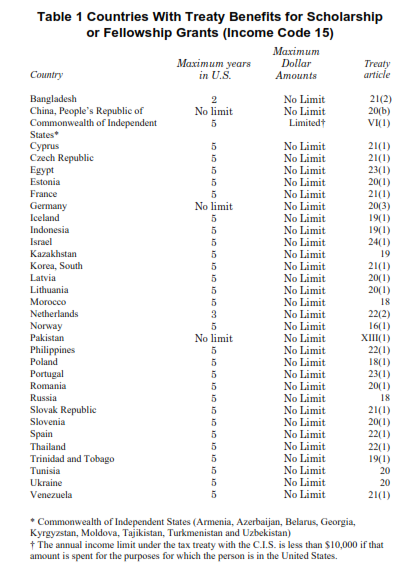 Table 1 Countries With Treaty Benefits for Scholarship
or Fellowship Grants (Income Code 15)
Maximum
Maximum years Dollar Treaty
Country in U.S. Amounts article
Bangladesh 2 No Limit 21(2)
China, People's Republic of No limit No Limit 20(b)
Commonwealth of Independent 5 Limited† VI(1)
States*
Cyprus 5 No Limit 21(1)
Czech Republic 5 No Limit 21(1)
Egypt 5 No Limit 23(1)
Estonia 5 No Limit 20(1)
France 5 No Limit 21(1)
Germany No limit No Limit 20(3)
Iceland 5 No Limit 19(1)
Indonesia 5 No Limit 19(1)
Israel 5 No Limit 24(1)
Kazakhstan 5 No Limit 19
Korea, South 5 No Limit 21(1)
Latvia 5 No Limit 20(1)
Lithuania 5 No Limit 20(1)
Morocco 5 No Limit 18
Netherlands 3 No Limit 22(2)
Norway 5 No Limit 16(1)
Pakistan No limit No Limit XIII(1)
Philippines 5 No Limit 22(1)
Poland 5 No Limit 18(1)
Portugal 5 No Limit 23(1)
Romania 5 No Limit 20(1)
Russia 5 No Limit 18
Slovak Republic 5 No Limit 21(1)
Slovenia 5 No Limit 20(1)
Spain 5 No Limit 22(1)
Thailand 5 No Limit 22(1)
Trinidad and Tobago 5 No Limit 19(1)
Tunisia 5 No Limit 20
Ukraine 5 No Limit 20
Venezuela 5 No Limit 21(1)
* Commonwealth of Independent States (Armenia, Azerbaijan, Belarus, Georgia,
Kyrgyzstan, Moldova, Tajikistan, Turkmenistan and Uzbekistan)
† The annual income limit under the tax treaty with the C.I.S. is less than $10,000 if that
amount is spent for the purposes for which the person is in the United States.